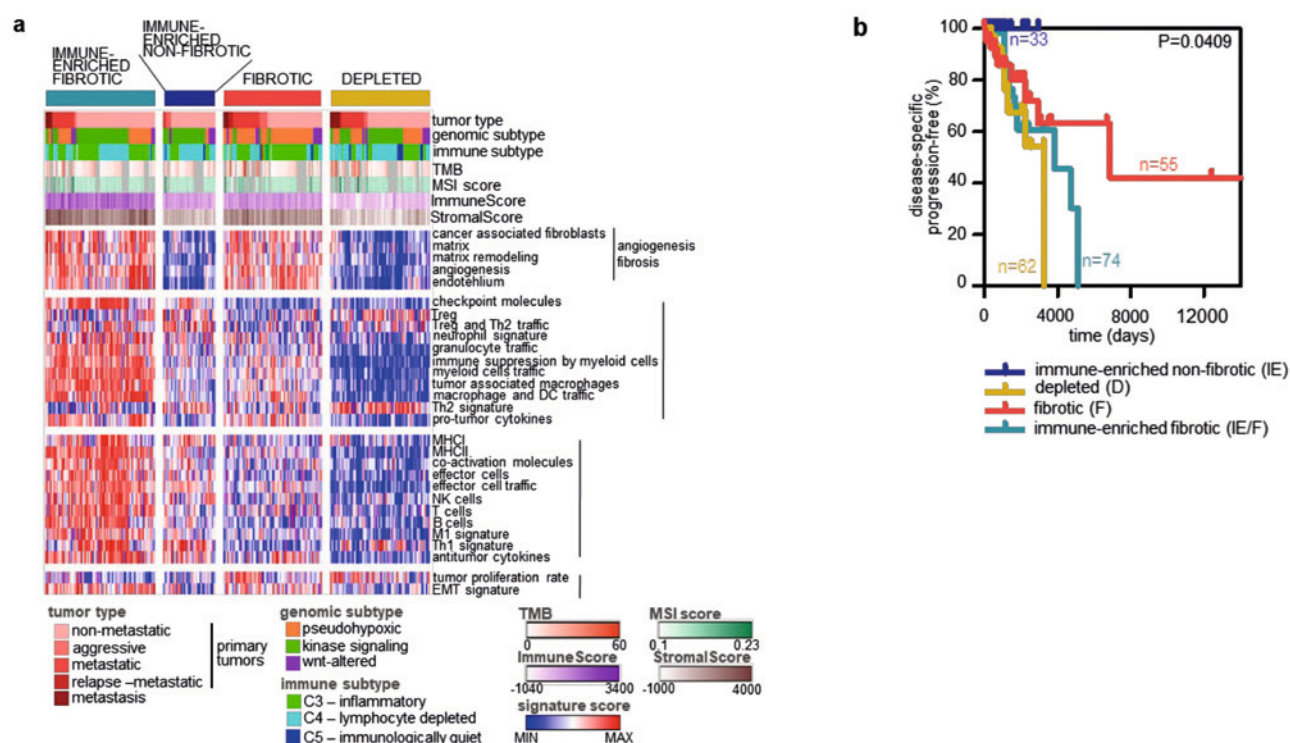 a
IMMUNE-
ENRICHED
FIBROTIC
IMMUNE-
ENRICHED
NON-FIBROTIC
FIBROTIC
DEPLETED
tumor type
genomic subtype
immune subtype
TMB
MSI score
ImmuneScore
StromalScore
cancer associated fibroblasts
matrix
matrix remodeling
angiogenesis
endotehlium
angiogenesis
fibrosis
checkpoint molecules
Treg
Treg and Th2 traffic
neurophil signature
granulocyte traffic
immune suppression by myeloid cells
myeloid cells traffic
tumor associated macrophages
macrophage and DC traffic
Th2 signature
pro-tumor cytokines
MHCI
MHCII
co-activation molecules
effector cells
effector cell traffic
NK cells
T cells
B cells
M1 signature
Th1 signature
antitumor cytokines
tumor proliferation rate
EMT signature
tumor type
non-metastatic
aggressive
metastatic
relapse –metastatic
metastasis
primary
tumors
genomic subtype
pseudohypoxic
kinase signaling
wnt-altered
immune subtype
C3 – inflammatory
C4 – lymphocyte depleted
C5 – immunologically quiet
TMB
0 60
MSI score
0.1 0.23
ImmuneScore
-1040 3400
StromalScore
-1000 4000
signature score
MIN MAX
b
disease-specific
progression-free (%)
100
80
60
40
20
0
P=0.0409
n=33
n=55
n=62
n=74
0 4000 8000 12000
time (days)
immune-enriched non-fibrotic (IE)
depleted (D)
fibrotic (F)
immune-enriched fibrotic (IE/F)